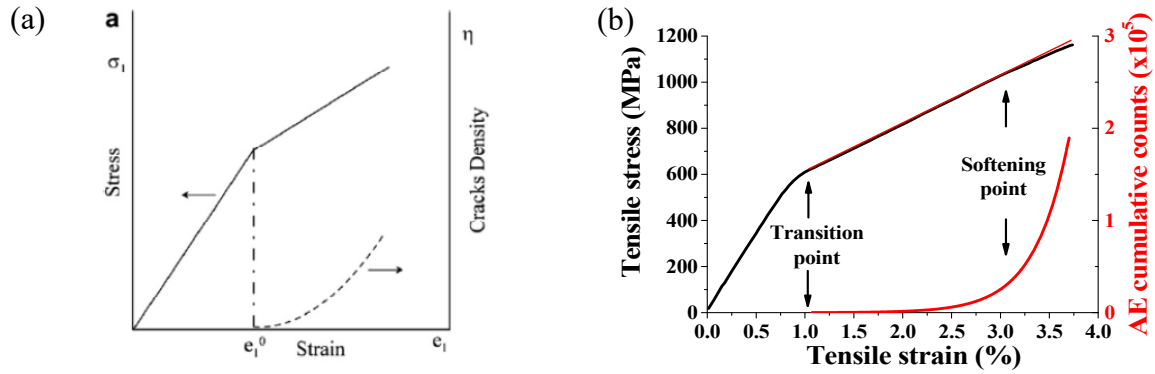 (a)
a
σ₁
η
Stress
Cracks Density
e₁⁰
Strain
e₁
(b)
1200
1000
800
600
400
200
0
Tensile stress (MPa)
3
2
1
0
AE cumulative counts (x10⁵)
Softening
point
Transition
point
0.0 0.5 1.0 1.5 2.0 2.5 3.0 3.5 4.0
Tensile strain (%)